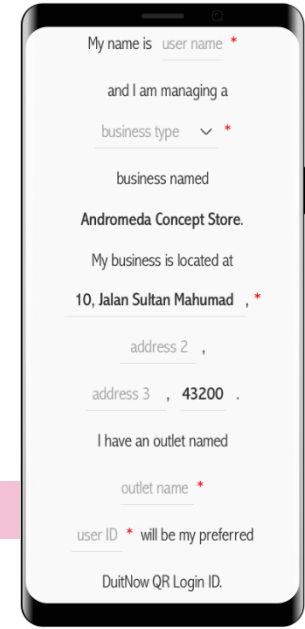 My name is user name *
and I am managing a
business type *
business named
Andromeda Concept Store.
My business is located at
10, Jalan Sultan Mahumad , *
address 2 ,
address 3 , 43200 .
I have an outlet named
outlet name *
user ID * will be my preferred
DuitNow QR Login ID.